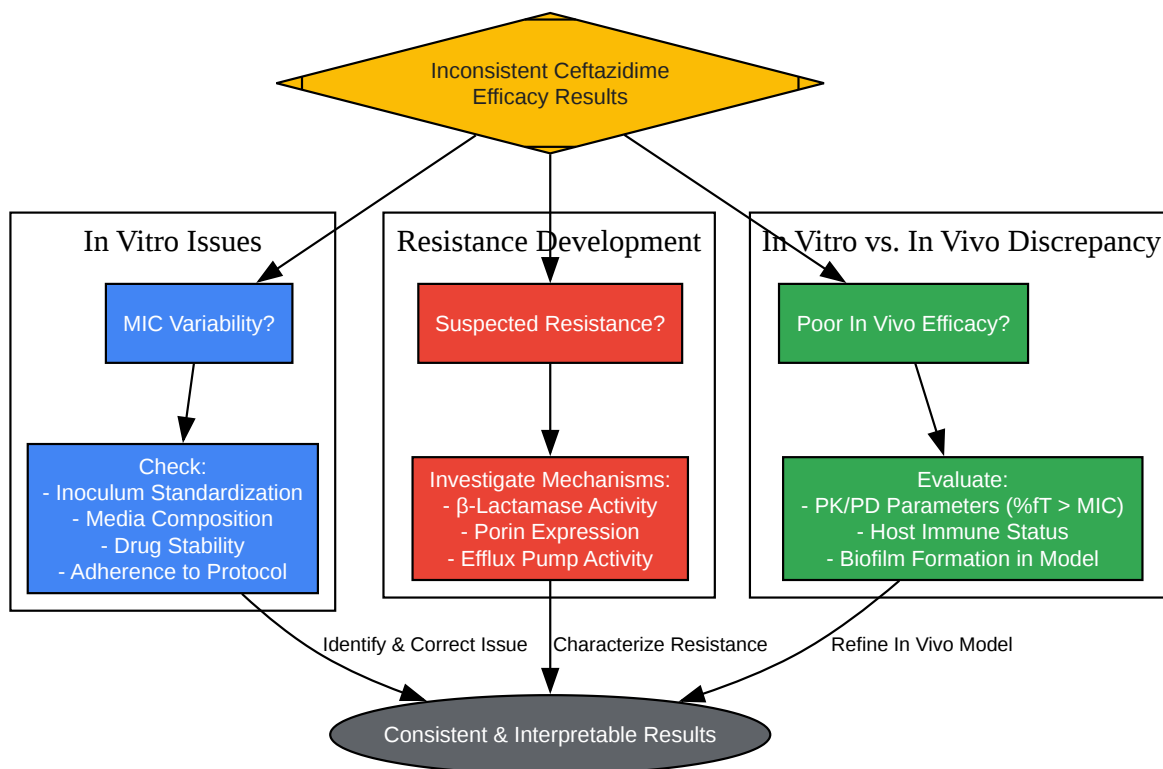 Inconsistent Ceftazidime
Efficacy Results
In Vitro Issues
MIC Variability?
Check:
- Inoculum Standardization
- Media Composition
- Drug Stability
- Adherence to Protocol
Resistance Development
Suspected Resistance?
Investigate Mechanisms:
- β-Lactamase Activity
- Porin Expression
- Efflux Pump Activity
In Vitro vs. In Vivo Discrepancy
Poor In Vivo Efficacy?
Evaluate:
- PK/PD Parameters (%fT > MIC)
- Host Immune Status
- Biofilm Formation in Model
Identify & Correct Issue
Characterize Resistance
Refine In Vivo Model
Consistent & Interpretable Results